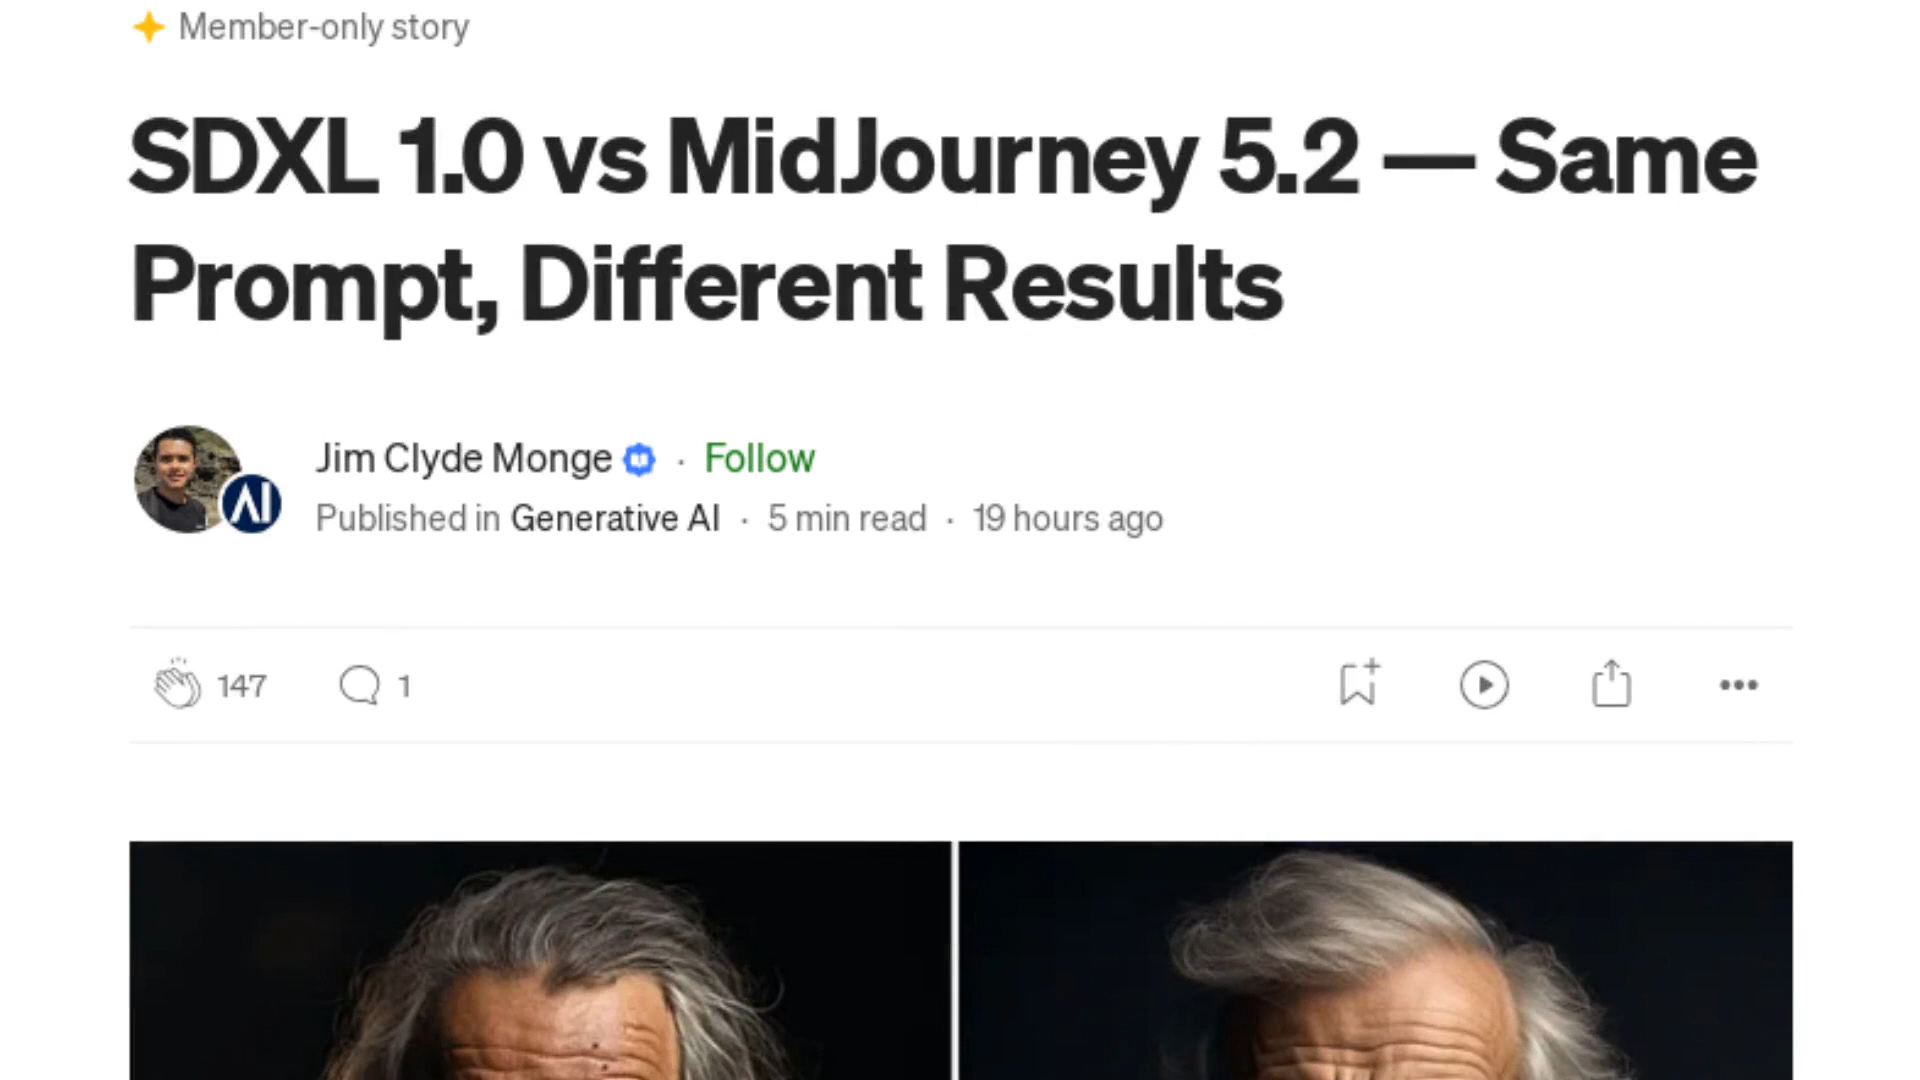 Member-only story
SDXL 1.0 vs MidJourney 5.2 — Same
Prompt, Different Results
Jim Clyde Monge · Follow
AI
Published in Generative AI · 5 min read · 19 hours ago
147 1